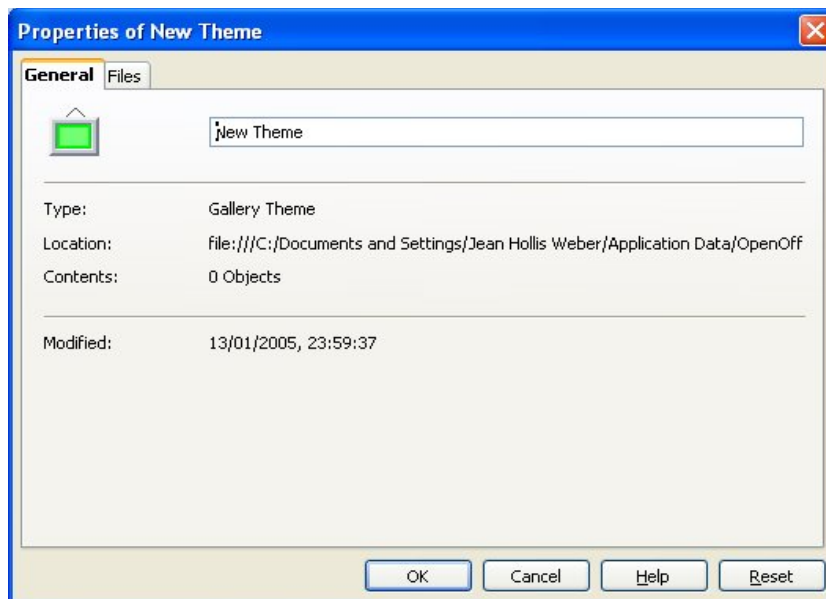 Properties of New Theme
General Files
New Theme
Type: Gallery Theme
Location: file:///C:/Documents and Settings/Jean Hollis Weber/Application Data/OpenOff
Contents: 0 Objects
Modified: 13/01/2005, 23:59:37
OK Cancel Help Reset